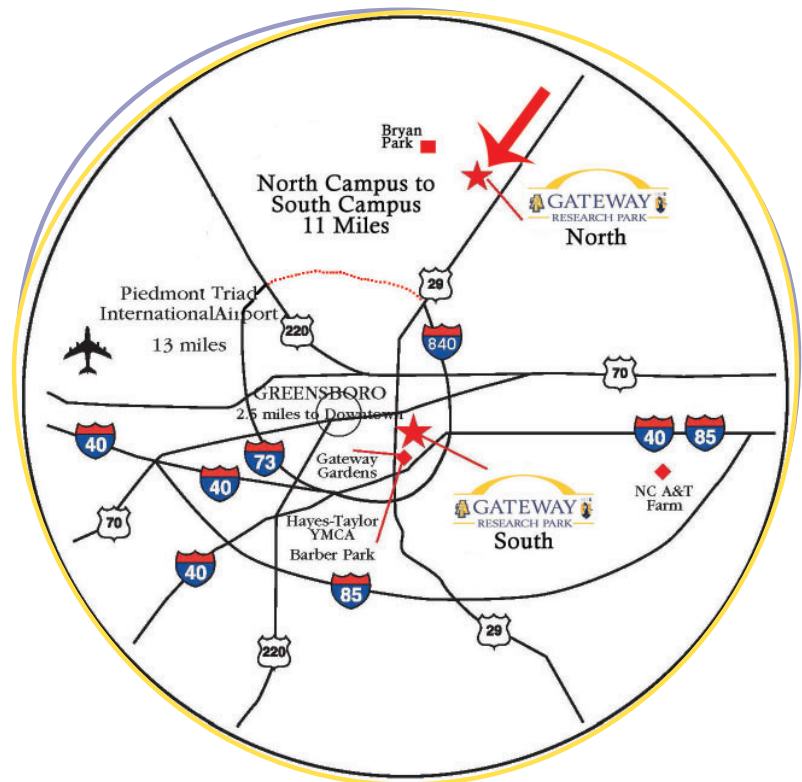 Bryan
Park
North Campus to
South Campus
11 Miles
GATEWAY
RESEARCH PARK
North
29
Piedmont Triad
InternationalAirport
13 miles
220
840
70
GREENSBORO
2.5 miles to Downtown
40
40
85
73
Gateway
Gardens
40
NC A&T
Farm
GATEWAY
RESEARCH PARK
South
70
Hayes-Taylor
YMCA
Barber Park
40
85
29
220